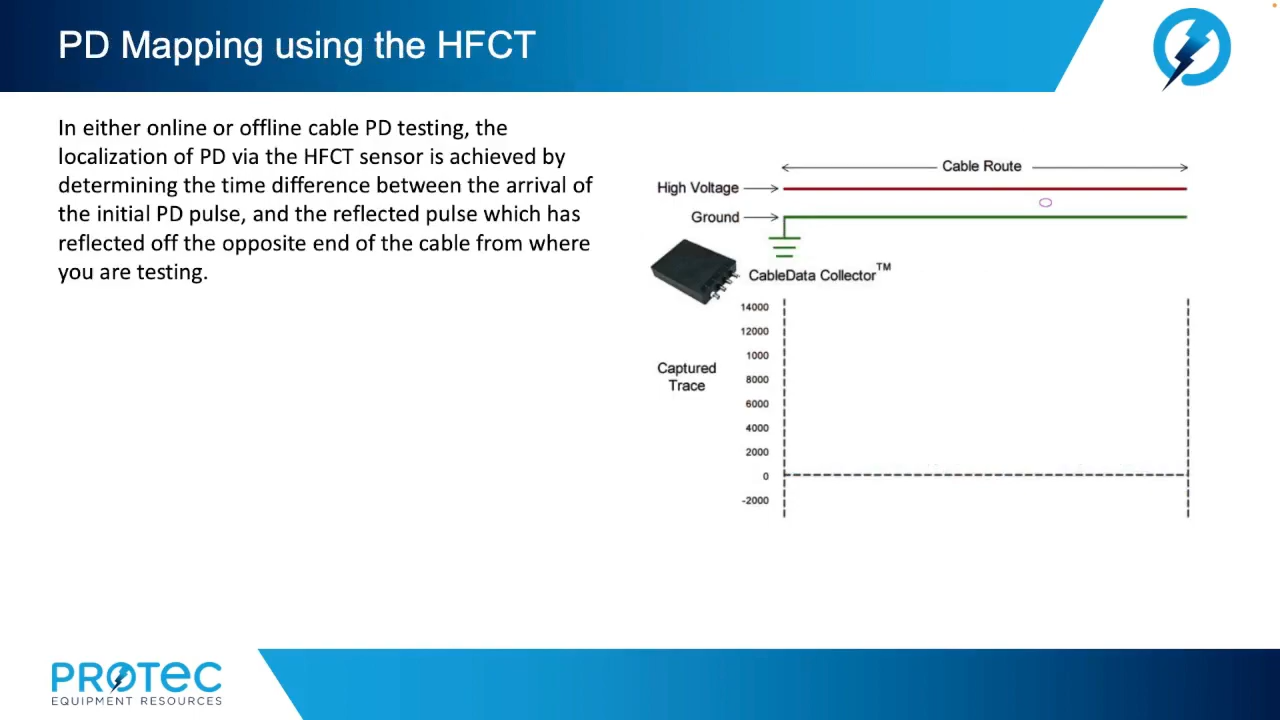 PD Mapping using the HFCT
In either online or offline cable PD testing, the
localization of PD via the HFCT sensor is achieved by
determining the time difference between the arrival of
the initial PD pulse, and the reflected pulse which has
reflected off the opposite end of the cable from where
you are testing.
Cable Route
High Voltage
Ground
CableData Collector™
14000
12000
1000
Captured
Trace
8000
6000
4000
2000
0
-2000
PROTEC
EQUIPMENT RESOURCES